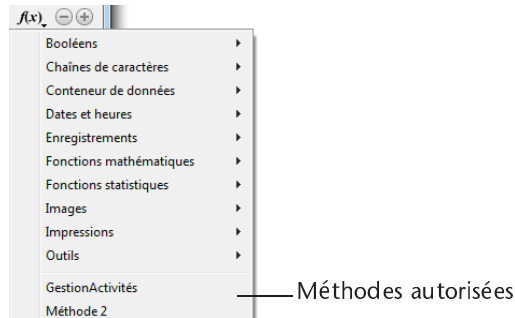 f(x)
Booléens
Chaînes de caractères
Conteneur de données
Dates et heures
Enregistrements
Fonctions mathématiques
Fonctions statistiques
Images
Impressions
Outils
GestionActivités
Méthodes autorisées
Méthode 2